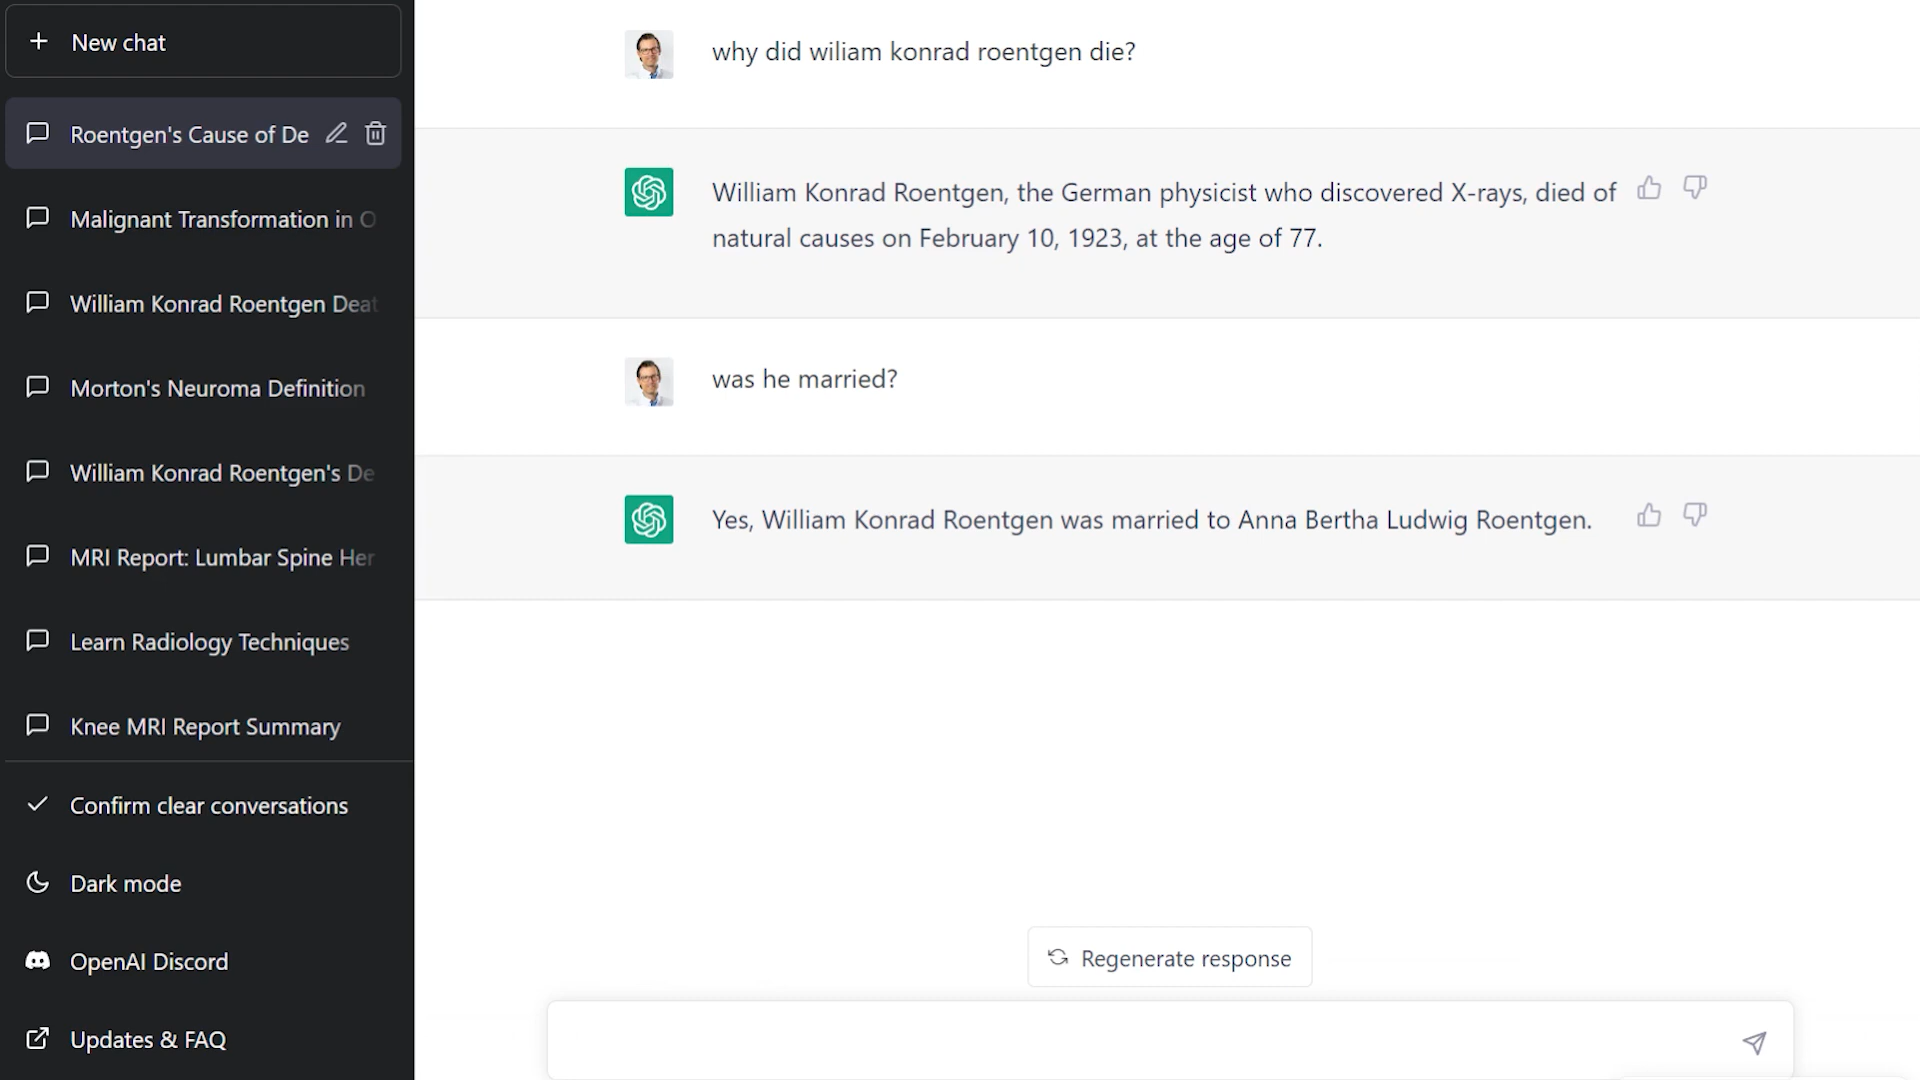 New chat
Roentgen's Cause of De
Malignant Transformation in O
William Konrad Roentgen Deat
Morton's Neuroma Definition
William Konrad Roentgen's De
MRI Report: Lumbar Spine Her
Learn Radiology Techniques
Knee MRI Report Summary
Confirm clear conversations
Dark mode
OpenAI Discord
Updates & FAQ
why did wiliam konrad roentgen die?
William Konrad Roentgen, the German physicist who discovered X-rays, died of
natural causes on February 10, 1923, at the age of 77.
was he married?
Yes, William Konrad Roentgen was married to Anna Bertha Ludwig Roentgen.
Regenerate response